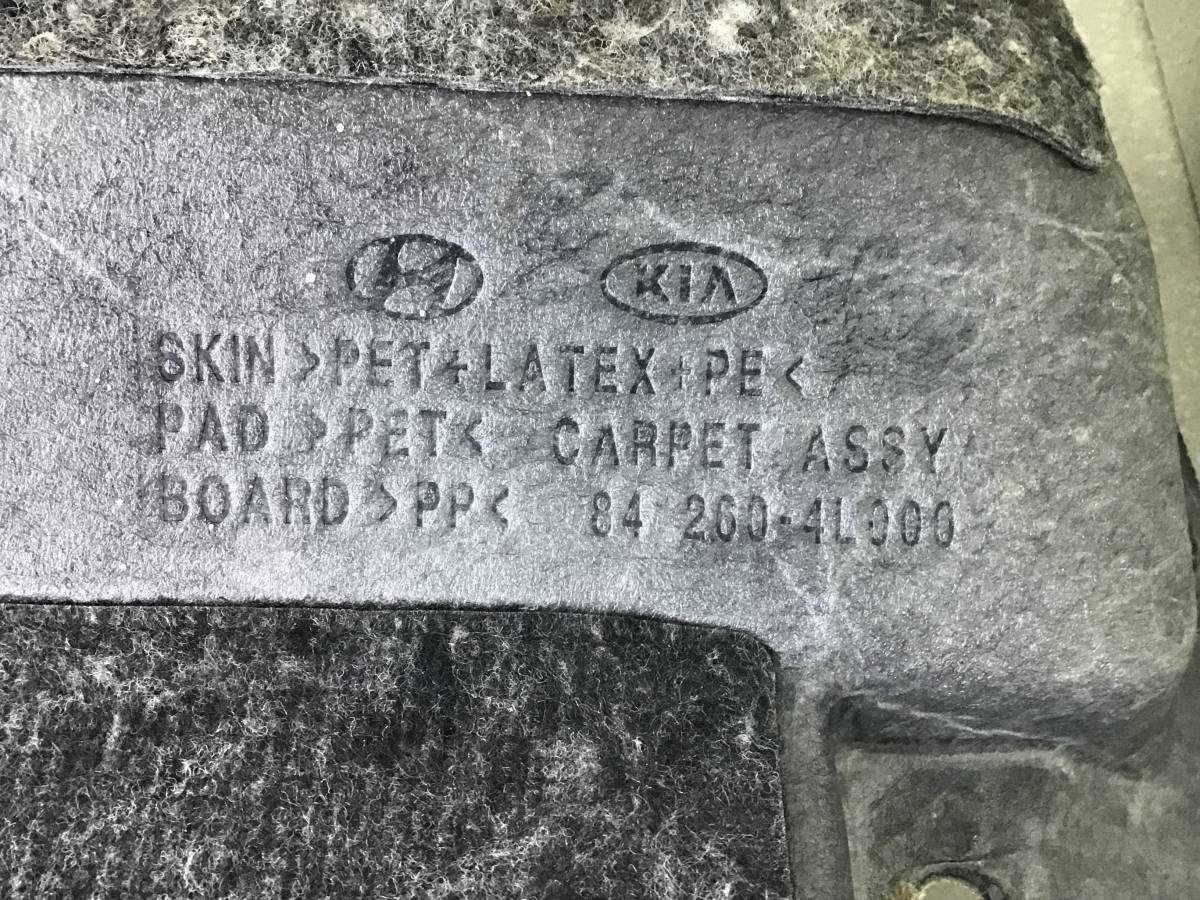 KIA
SKIN >PET+LATEX+PE<
PAD >PET< CARPET ASSY
BOARD >PP< 84 260-4L000